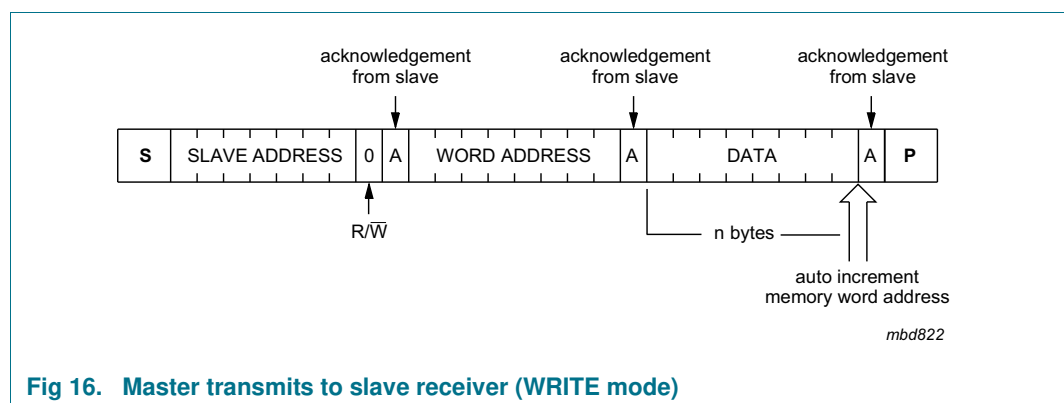 acknowledgement
from slave
acknowledgement
from slave
acknowledgement
from slave
S SLAVE ADDRESS 0 A WORD ADDRESS A DATA A P
R/W̅
n bytes
auto increment
memory word address
mbd822
Fig 16. Master transmits to slave receiver (WRITE mode)